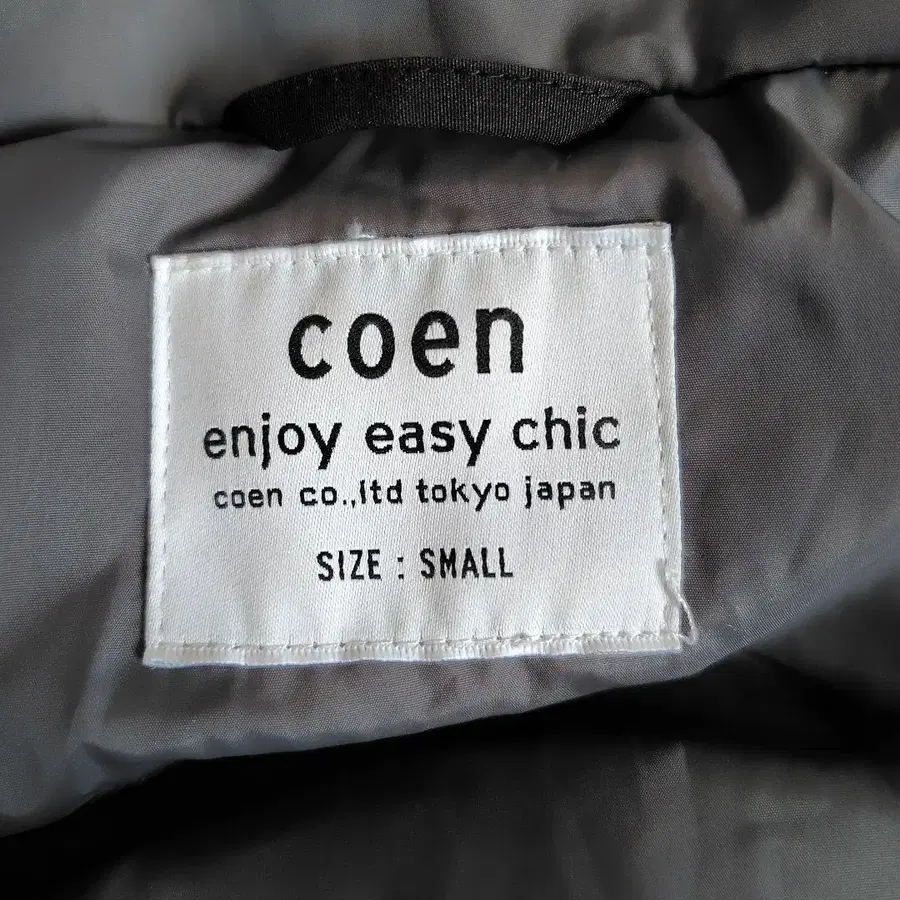 coen
enjoy easy chic
coen co.,ltd tokyo japan
SIZE : SMALL